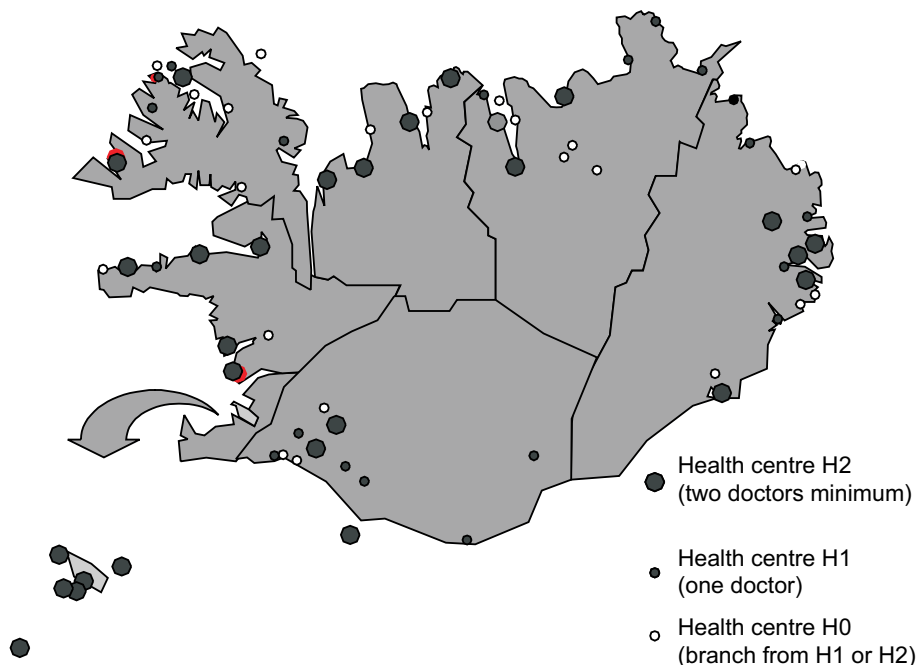 Health centre H2
(two doctors minimum)
Health centre H1
(one doctor)
Health centre H0
(branch from H1 or H2)